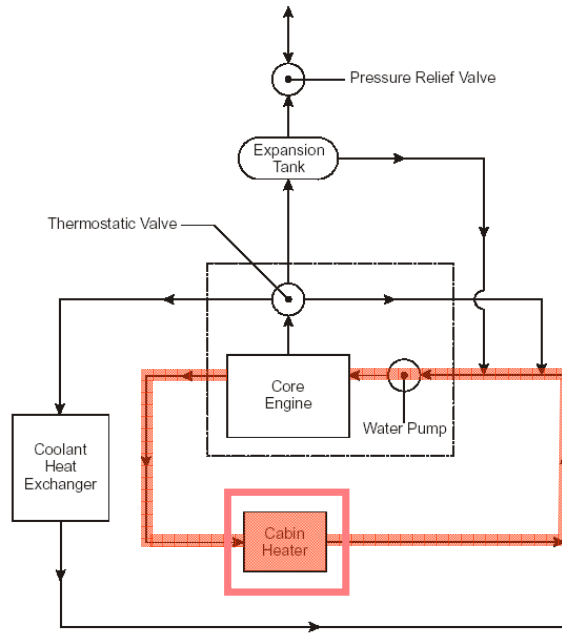 Pressure Relief Valve
Expansion
Tank
Thermostatic Valve
Core
Engine
Water Pump
Coolant
Heat
Exchanger
Cabin
Heater